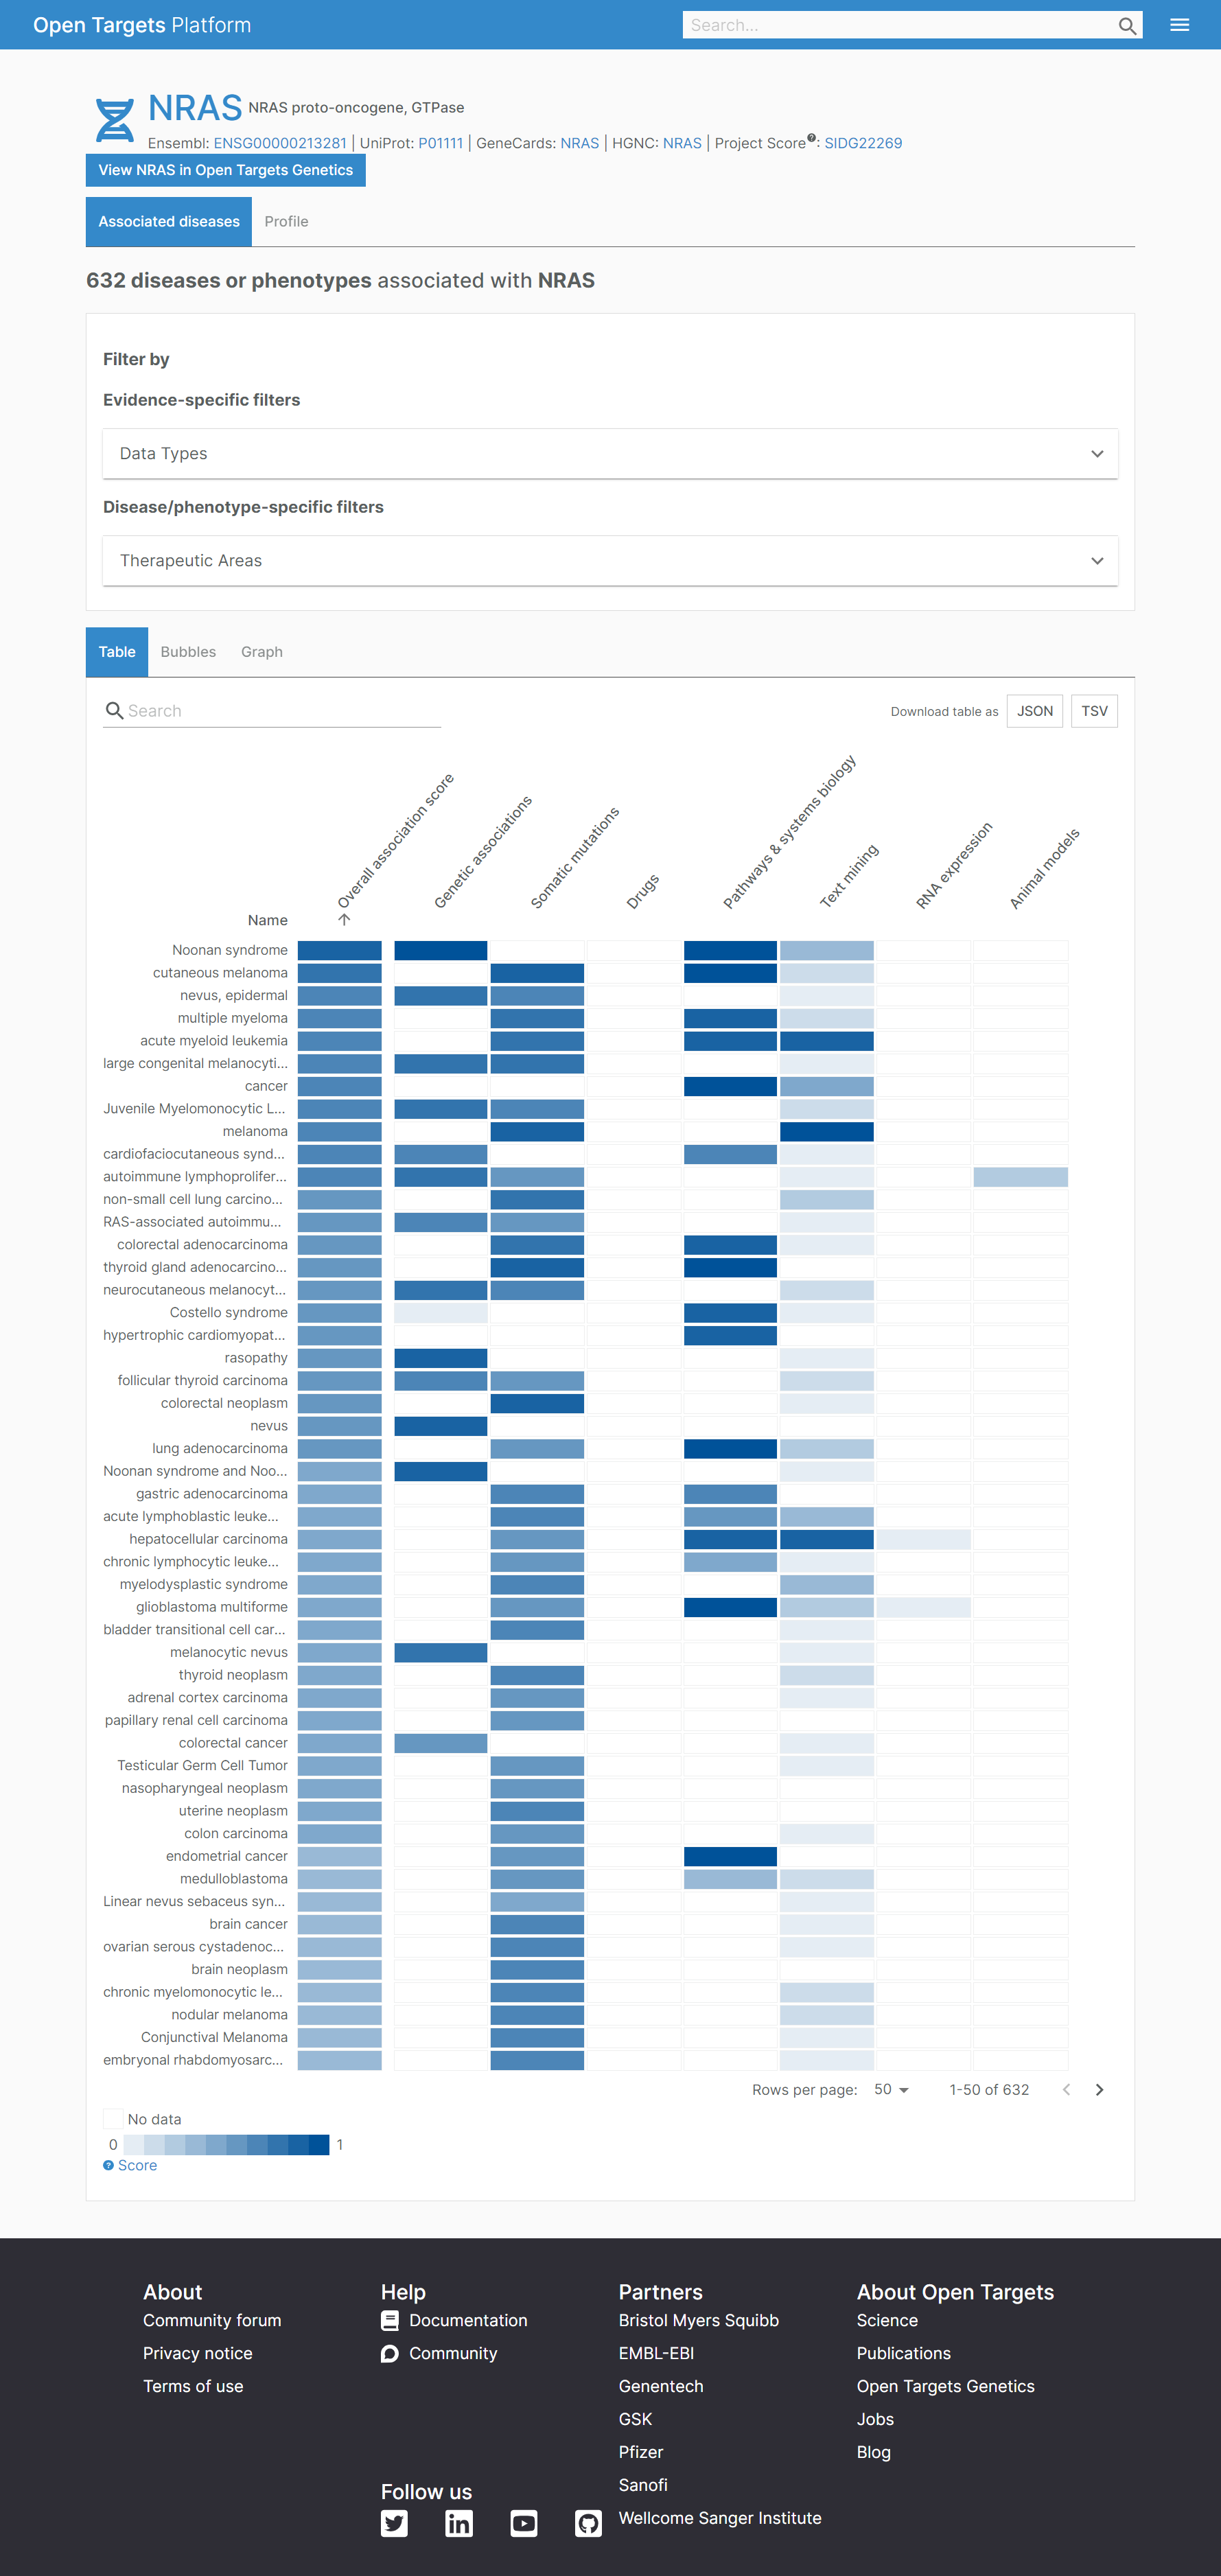 Open Targets Platform
Search...
NRAS NRAS proto-oncogene, GTPase
Ensembl: ENSG00000213281 | UniProt: P01111 | GeneCards: NRAS | HGNC: NRAS | Project Score?: SIDG22269
View NRAS in Open Targets Genetics
Associated diseases Profile
632 diseases or phenotypes associated with NRAS
Filter by
Evidence-specific filters
Data Types
Disease/phenotype-specific filters
Therapeutic Areas
Table Bubbles Graph
Search
Download table as JSON TSV
Name
Overall association score
Genetic associations
Somatic mutations
Drugs
Pathways & systems biology
Text mining
RNA expression
Animal models
Noonan syndrome
cutaneous melanoma
nevus, epidermal
multiple myeloma
acute myeloid leukemia
large congenital melanocyti...
cancer
Juvenile Myelomonocytic L...
melanoma
cardiofaciocutaneous synd...
autoimmune lymphoprolifer...
non-small cell lung carcino...
RAS-associated autoimmu...
colorectal adenocarcinoma
thyroid gland adenocarcino...
neurocutaneous melanocyt...
Costello syndrome
hypertrophic cardiomyopat...
rasopathy
follicular thyroid carcinoma
colorectal neoplasm
nevus
lung adenocarcinoma
Noonan syndrome and Noo...
gastric adenocarcinoma
acute lymphoblastic leuke...
hepatocellular carcinoma
chronic lymphocytic leuke...
myelodysplastic syndrome
glioblastoma multiforme
bladder transitional cell car...
melanocytic nevus
thyroid neoplasm
adrenal cortex carcinoma
papillary renal cell carcinoma
colorectal cancer
Testicular Germ Cell Tumor
nasopharyngeal neoplasm
uterine neoplasm
colon carcinoma
endometrial cancer
medulloblastoma
Linear nevus sebaceus syn...
brain cancer
ovarian serous cystadenoc...
brain neoplasm
chronic myelomonocytic le...
nodular melanoma
Conjunctival Melanoma
embryonal rhabdomyosarc...
Rows per page: 50 1-50 of 632
No data
0 1
? Score
About
Community forum
Privacy notice
Terms of use
Help
Documentation
Community
Follow us
Partners
Bristol Myers Squibb
EMBL-EBI
Genentech
GSK
Pfizer
Sanofi
Wellcome Sanger Institute
About Open Targets
Science
Publications
Open Targets Genetics
Jobs
Blog